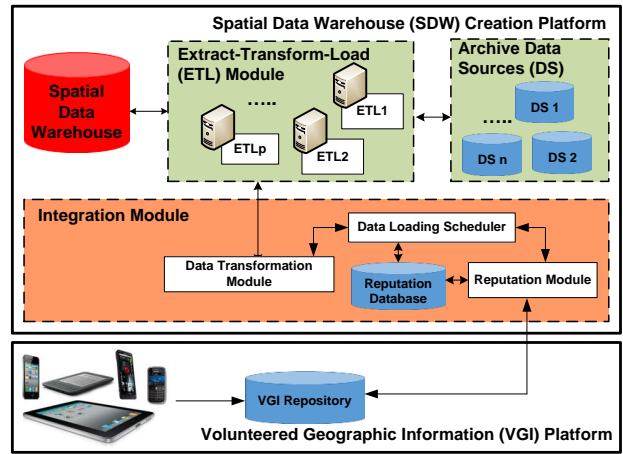 Spatial Data Warehouse (SDW) Creation Platform
Spatial
Data
Warehouse
Extract-Transform-Load
(ETL) Module
.....
ETL1
ETLp
ETL2
Archive Data
Sources (DS)
DS 1
.....
DS n
DS 2
Integration Module
Data Loading Scheduler
Data Transformation
Module
Reputation
Database
Reputation Module
VGI Repository
Volunteered Geographic Information (VGI) Platform